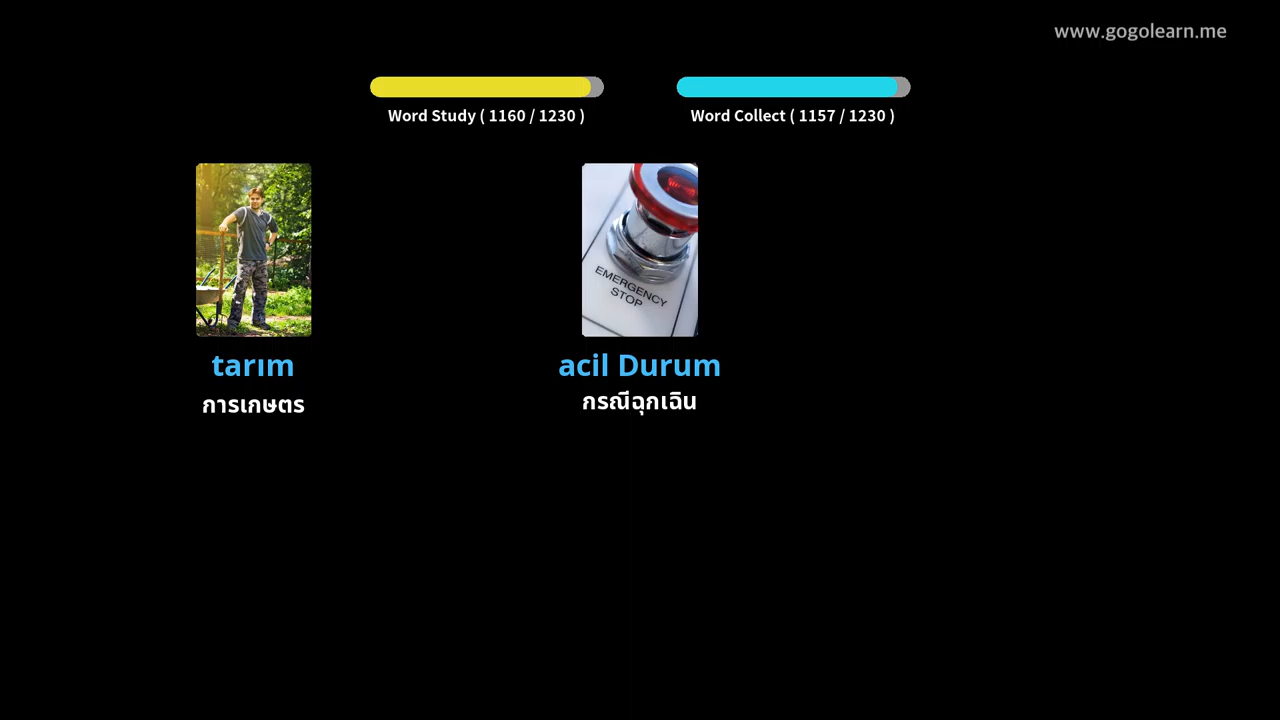 www.gogolearn.me
Word Study ( 1160 / 1230 )
Word Collect ( 1157 / 1230 )
EMERGENCY
STOP
tarım
acil Durum
การเกษตร
กรณีฉุกเฉิน